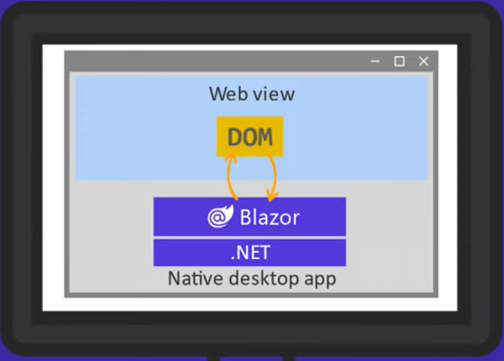 Web view
DOM
Blazor
.NET
Native desktop app